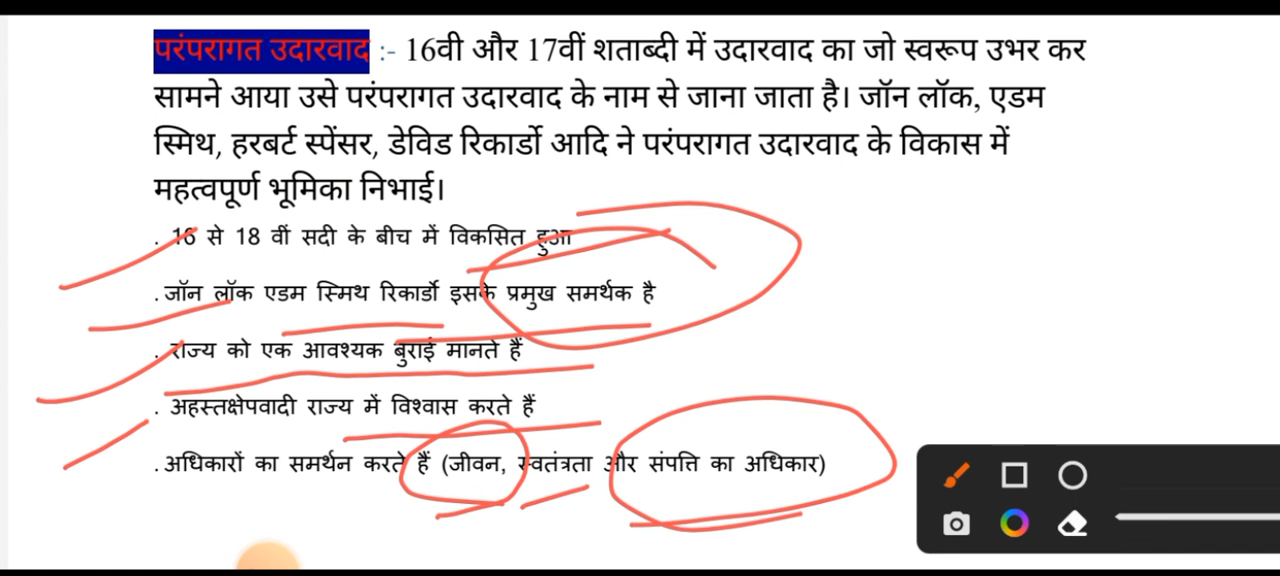 परंपरागत उदारवाद :- 16वी और 17वीं शताब्दी में उदारवाद का जो स्वरूप उभर कर
सामने आया उसे परंपरागत उदारवाद के नाम से जाना जाता है। जॉन लॉक, एडम
स्मिथ, हरबर्ट स्पेंसर, डेविड रिकार्डो आदि ने परंपरागत उदारवाद के विकास में
महत्वपूर्ण भूमिका निभाई।
. 16 से 18 वीं सदी के बीच में विकसित हुआ
. जॉन लॉक एडम स्मिथ रिकार्डो इसके प्रमुख समर्थक है
. राज्य को एक आवश्यक बुराई मानते हैं
. अहस्तक्षेपवादी राज्य में विश्वास करते हैं
. अधिकारों का समर्थन करते हैं (जीवन, स्वतंत्रता और संपत्ति का अधिकार)